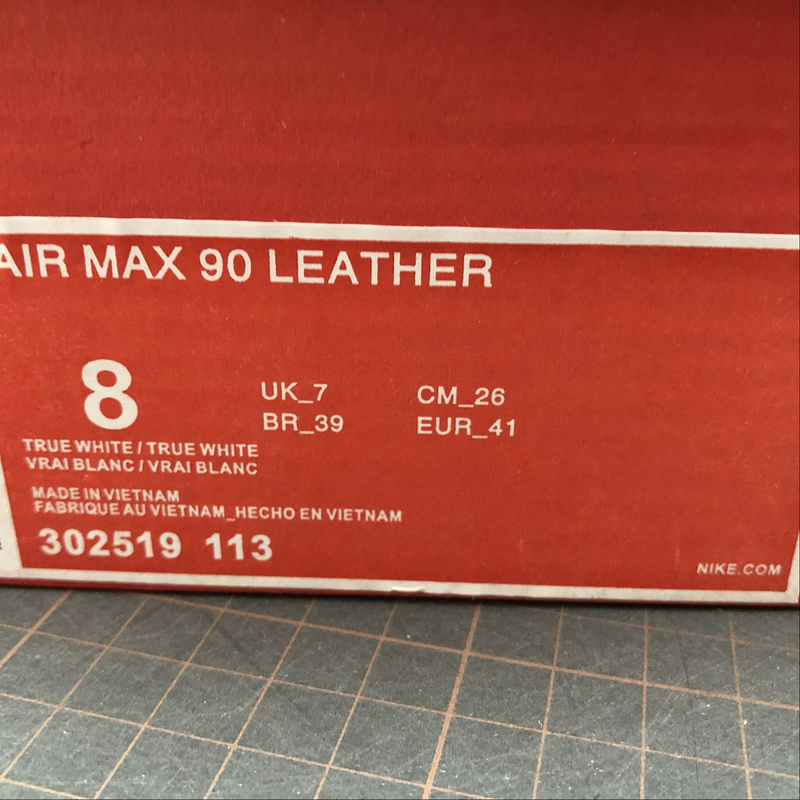 AIR MAX 90 LEATHER
8
UK_7 CM_26
BR_39 EUR_41
TRUE WHITE / TRUE WHITE
VRAI BLANC / VRAI BLANC
MADE IN VIETNAM
FABRIQUE AU VIETNAM_HECHO EN VIETNAM
302519 113
NIKE.COM